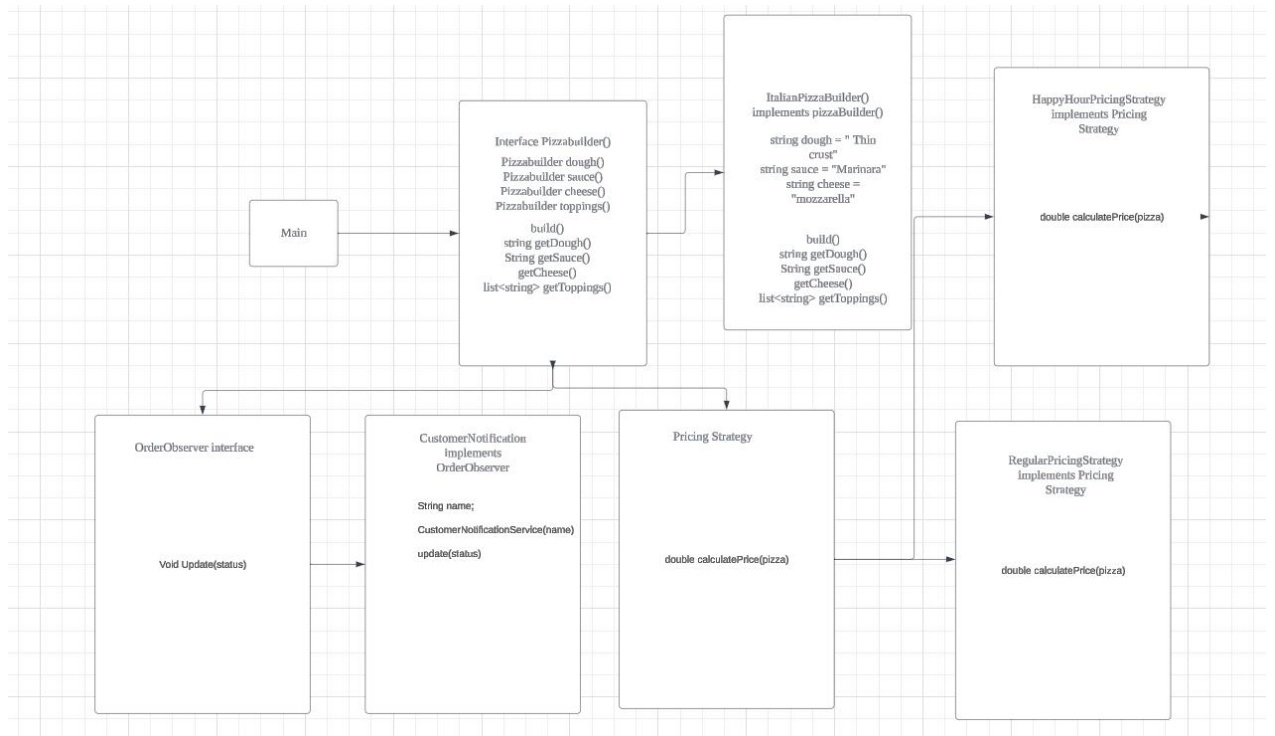 Main
Interface Pizzabuilder()
Pizzabuilder dough()
Pizzabuilder sauce()
Pizzabuilder cheese()
Pizzabuilder toppings()
build()
string getDough()
String getSauce()
getCheese()
list<string> getToppings()
ItalianPizzaBuilder()
implements pizzaBuilder()
string dough = " Thin
crust"
string sauce = "Marinara"
string cheese =
"mozzarella"
build()
string getDough()
String getSauce()
getCheese()
list<string> getToppings()
HappyHourPricingStrategy
implements Pricing
Strategy
double calculatePrice(pizza)
OrderObserver interface
Void Update(status)
CustomerNotification
implements
OrderObserver
String name;
CustomerNotificationService(name)
update(status)
Pricing Strategy
double calculatePrice(pizza)
RegularPricingStrategy
implements Pricing
Strategy
double calculatePrice(pizza)